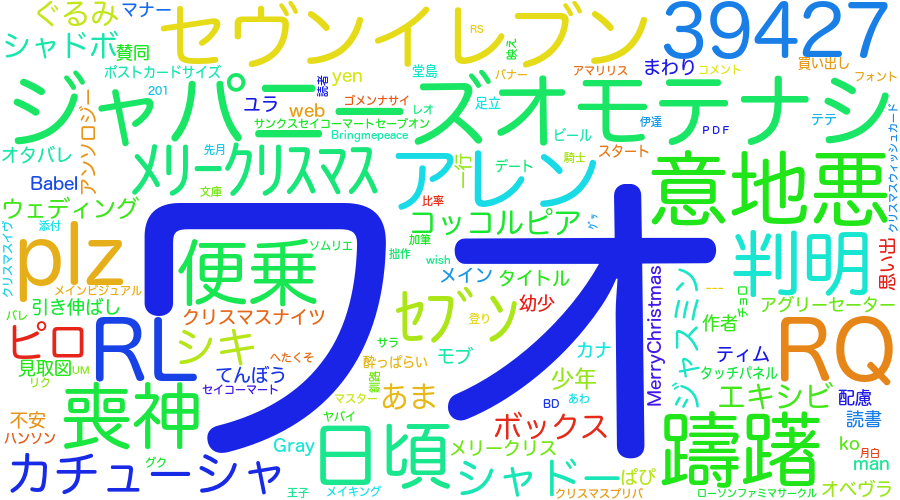 ぐるみ
マナー
セヴンイレブン
RS
映え
39427
シャドボ
賛同
ポストカードサイズ
堂島
バナー
アマリリス
まわり
コメント
買い出し
フォント
ジャパニーズオモテナシ
201
ユラ
読者
yen
web
ゴメンナサイ
レオ
足立
テテ
伊達
PDF
サンクスセイコーマートセーブオン
Bringmepeace
ビール
アンソロジー
オタバレ
メリークリスマス
先月
アレン
一行
デート
騎士
スタート
意地悪
クリスマスウィッシュカード
Babel
文庫
比率
ウェディング
コッコルピア
添付
クリスマスイヴ
plz
便乗
ワオ
ソムリエ
加筆
拙作
wish
判明
思い出
メイン
タイトル
メインビジュアル
引き伸ばし
バレ
クリスマスナイツ
セブン
登り
幼少
MerryChristmas
ジャスミン
チョロ
アグリーセーター
作者
ピロ
RL
シキ
へたくそ
サラ
モブ
カナ
ティム
RQ
見取図
UM
リク
てんぼう
セイコーマート
酔っぱらい
タッチパネル
喪神
マスター
あま
少年
BD
あわ
エキシビ
配慮
不安
ハンソン
ヤバイ
日頃
ボックス
躊躇
読書
ko
月白
man
カチューシャ
グク
Gray
メリークリス
シャドー
ぱぴ
王子
メイキング
クリスマスプリバ
ローソンファミマサークル
オペヴラ